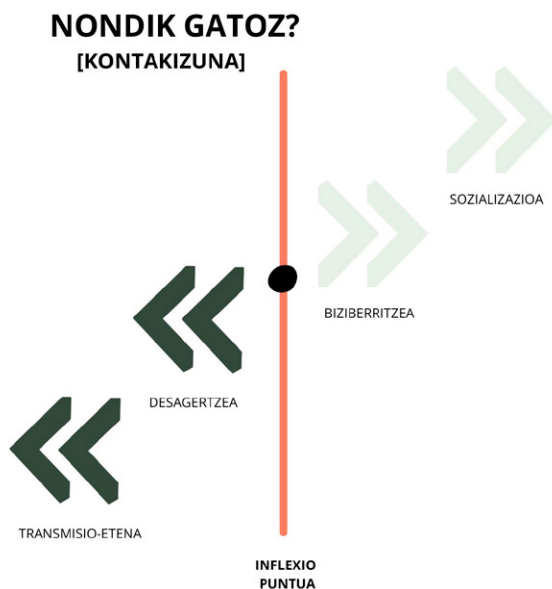 NONDIK GATOZ?
[KONTAKIZUNA]
SOZIALIZAZIOA
BIZIBERRITZEA
DESAGERTZEA
TRANSMISIO-ETENA
INFLEXIO
PUNTUA